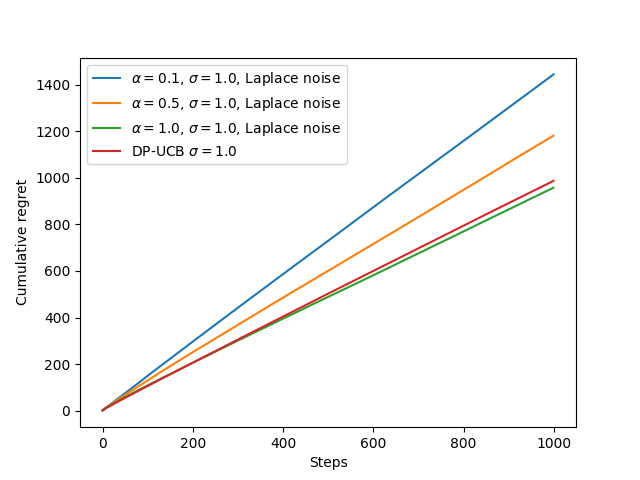 α = 0.1, σ = 1.0, Laplace noise
α = 0.5, σ = 1.0, Laplace noise
α = 1.0, σ = 1.0, Laplace noise
DP-UCB σ = 1.0
Cumulative regret
1400
1200
1000
800
600
400
200
0
0 200 400 600 800 1000
Steps